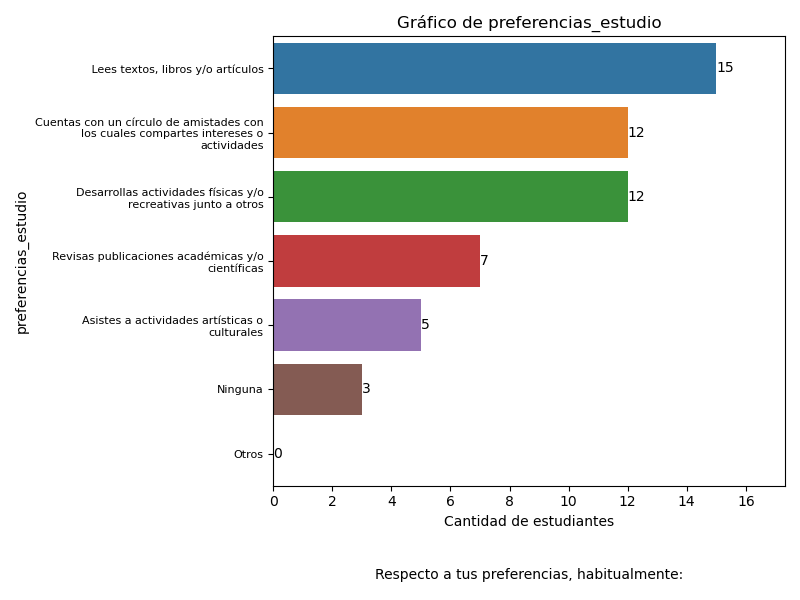 Gráfico de preferencias_estudio
Lees textos, libros y/o artículos
15
Cuentas con un círculo de amistades con
los cuales compartes intereses o
actividades
12
Desarrollas actividades físicas y/o
recreativas junto a otros
12
Revisas publicaciones académicas y/o
científicas
7
Asistes a actividades artísticas o
culturales
5
Ninguna
3
Otros
0
preferencias_estudio
0 2 4 6 8 10 12 14 16
Cantidad de estudiantes
Respecto a tus preferencias, habitualmente: